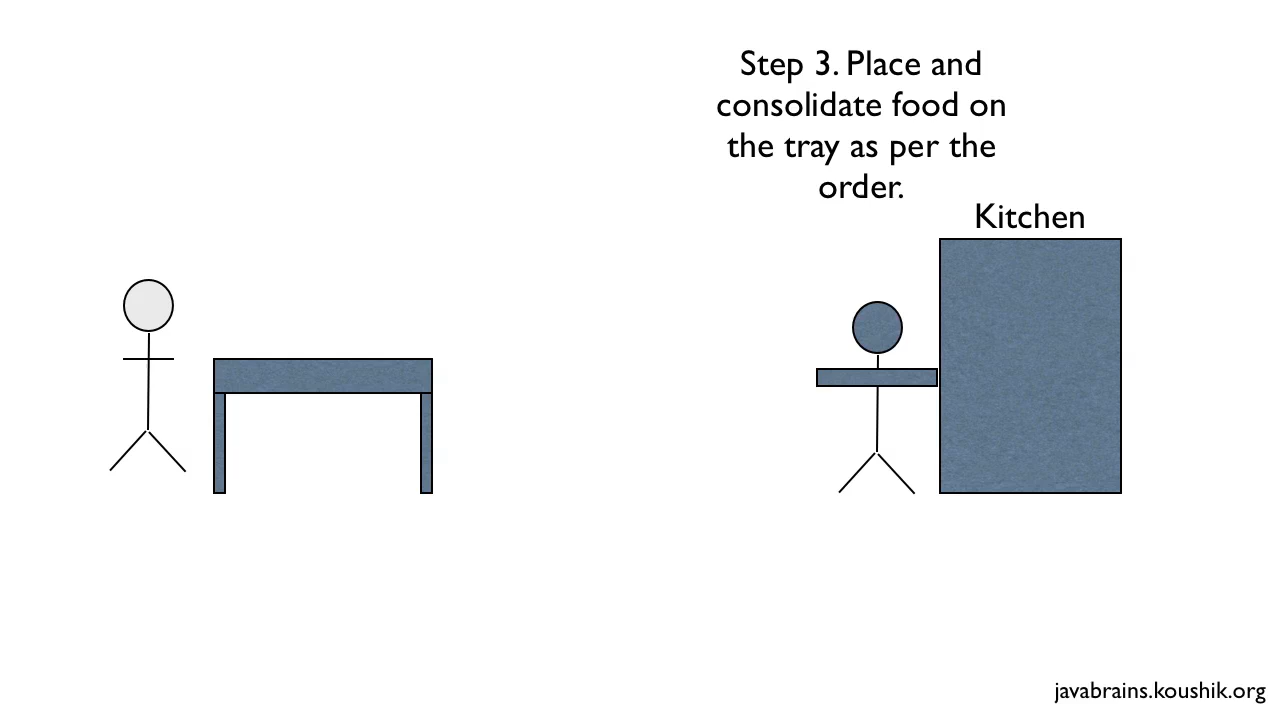 Step 3. Place and
consolidate food on
the tray as per the
order.
Kitchen
javabrains.koushik.org